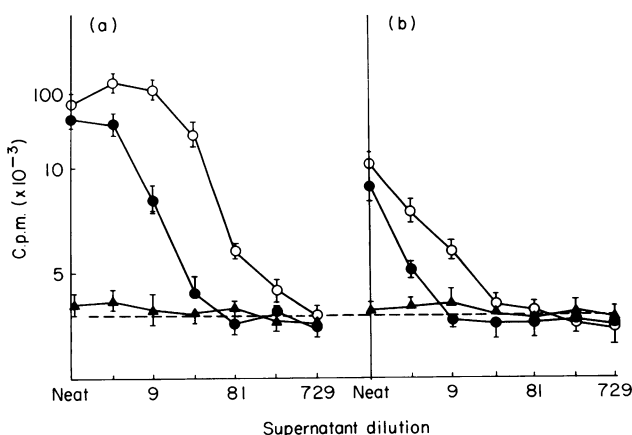 (a) (b)
100
10
5
C.p.m. (x10⁻³)
Neat 9 81 729 Neat 9 81 729
Supernatant dilution